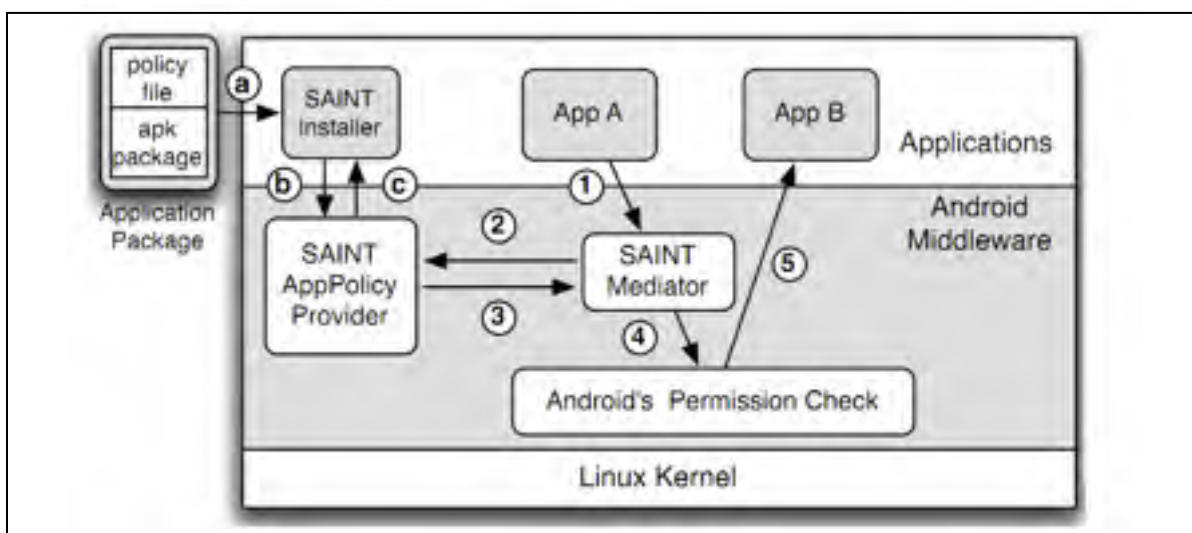 policy
file
apk
package
Application
Package
a
SAINT
Installer
b
c
App A
App B
Applications
Android
Middleware
1
2
3
4
5
SAINT
AppPolicy
Provider
SAINT
Mediator
Android's Permission Check
Linux Kernel